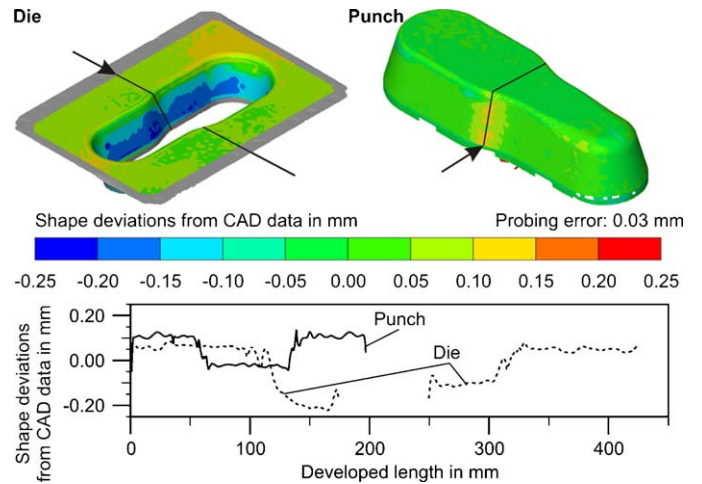 Die
Punch
Shape deviations from CAD data in mm
Probing error: 0.03 mm
-0.25 -0.20 -0.15 -0.10 -0.05 0.00 0.05 0.10 0.15 0.20 0.25
Shape deviations
from CAD data in mm
0.20
0.00
-0.20
Punch
Die
0 100 200 300 400
Developed length in mm